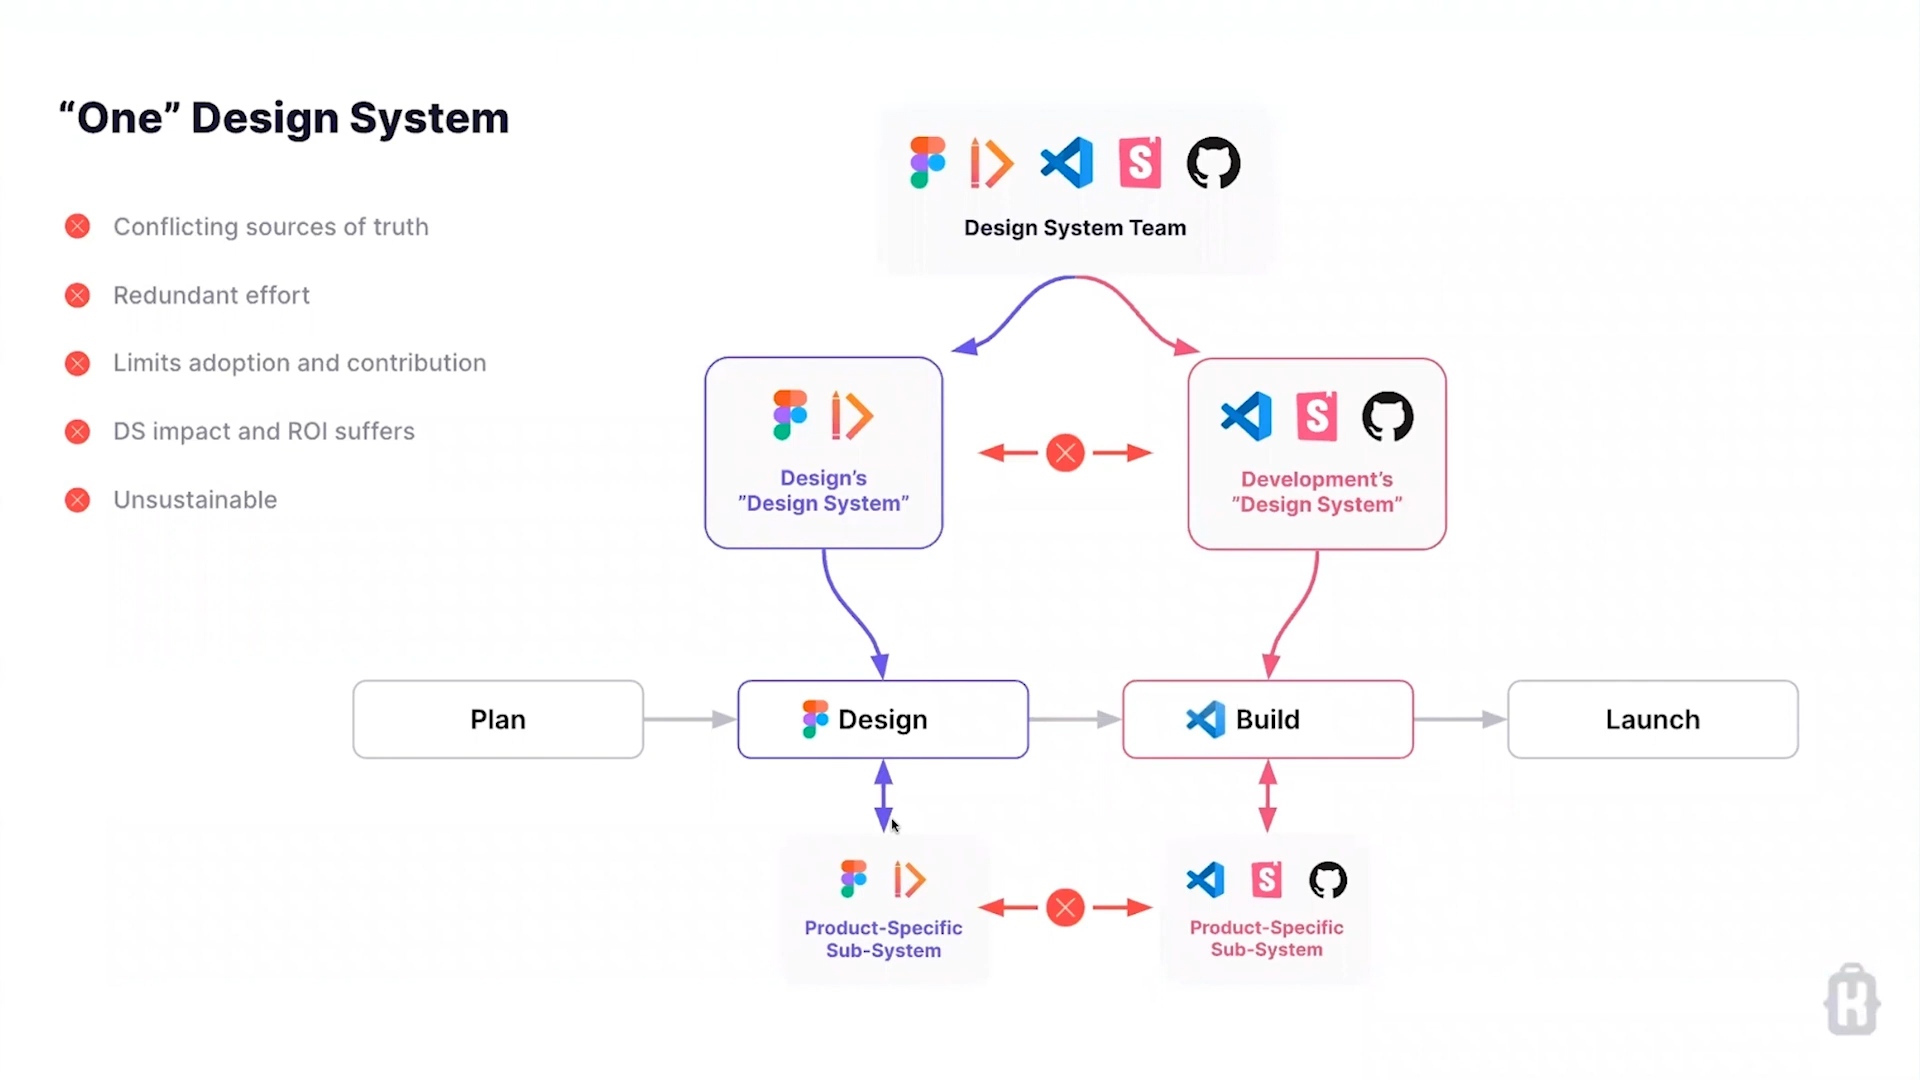 “One” Design System
Conflicting sources of truth
Redundant effort
Limits adoption and contribution
DS impact and ROI suffers
Unsustainable
S
Design System Team
Design’s
”Design System”
S
Development’s
”Design System”
Plan
Design
Build
Launch
Product-Specific
Sub-System
S
Product-Specific
Sub-System
K